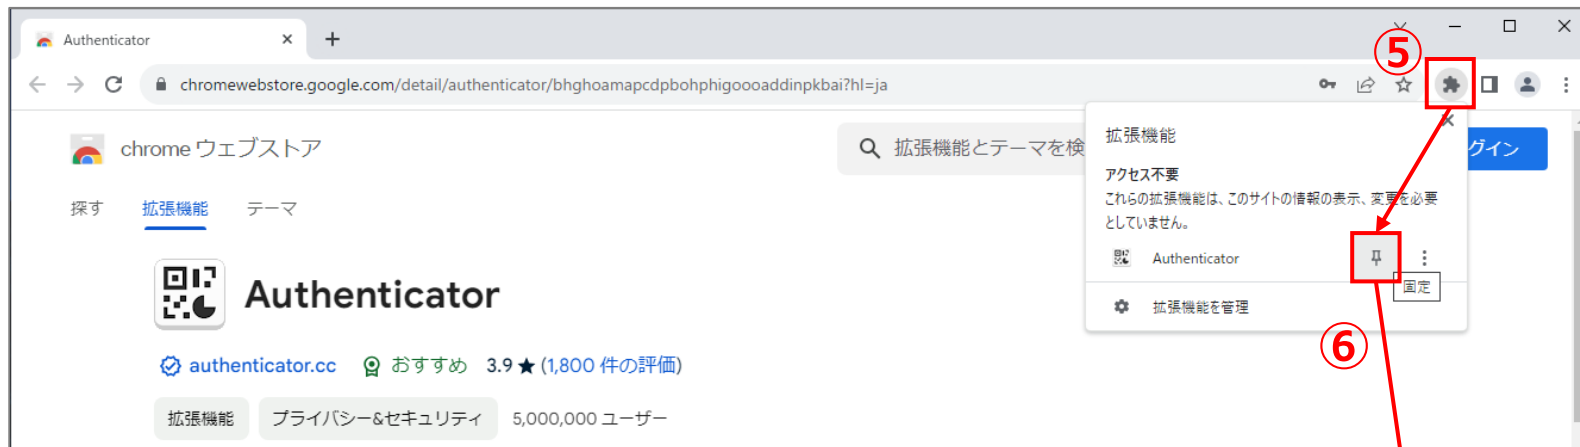 Authenticator
⑤
chromewebstore.google.com/detail/authenticator/bhghoamapcdpbohphigoooaddinpkbai?hl=ja
chrome ウェブストア
拡張機能とテーマを検
グイン
拡張機能
アクセス不要
これらの拡張機能は、このサイトの情報の表示、変更を必要
としていません。
Authenticator
固定
拡張機能を管理
⑥
探す 拡張機能 テーマ
Authenticator
authenticator.cc おすすめ 3.9 ★ (1,800 件の評価)
拡張機能 プライバシー&セキュリティ 5,000,000 ユーザー